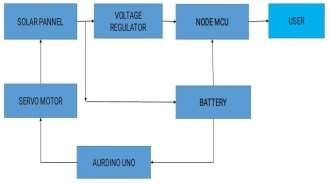 SOLAR PANNEL
VOLTAGE
REGULATOR
NODE MCU
USER
SERVO MOTOR
BATTERY
AURDINO UNO